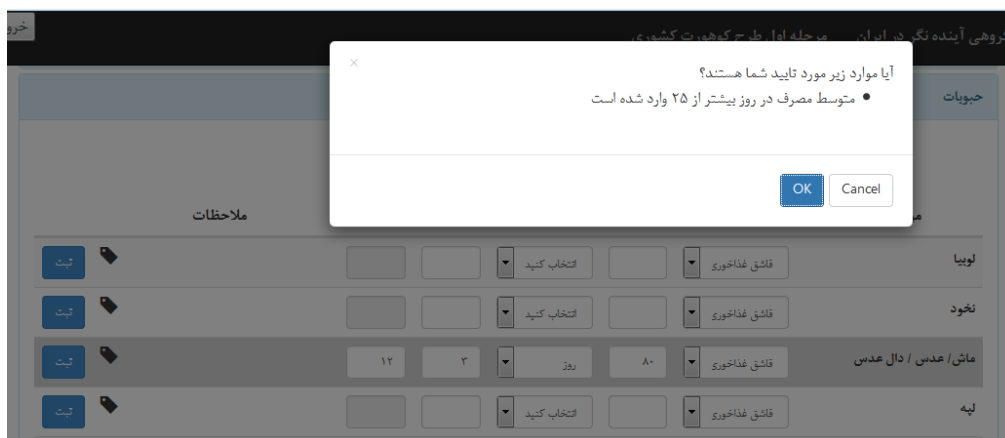 گروهی آینده نگر در ایران مرحله اول طرح کوهورت کشوری
×
آیا موارد زیر مورد تایید شما هستند؟
• متوسط مصرف در روز بیشتر از ۲۵ وارد شده است
OK Cancel
حبوبات
ملاحظات
لوبیا قاشق غذاخوری انتخاب کنید ثبت
نخود قاشق غذاخوری انتخاب کنید ثبت
ماش/ عدس / دال عدس قاشق غذاخوری ۸۰ روز ۳ ۱۲ ثبت
لپه قاشق غذاخوری انتخاب کنید ثبت